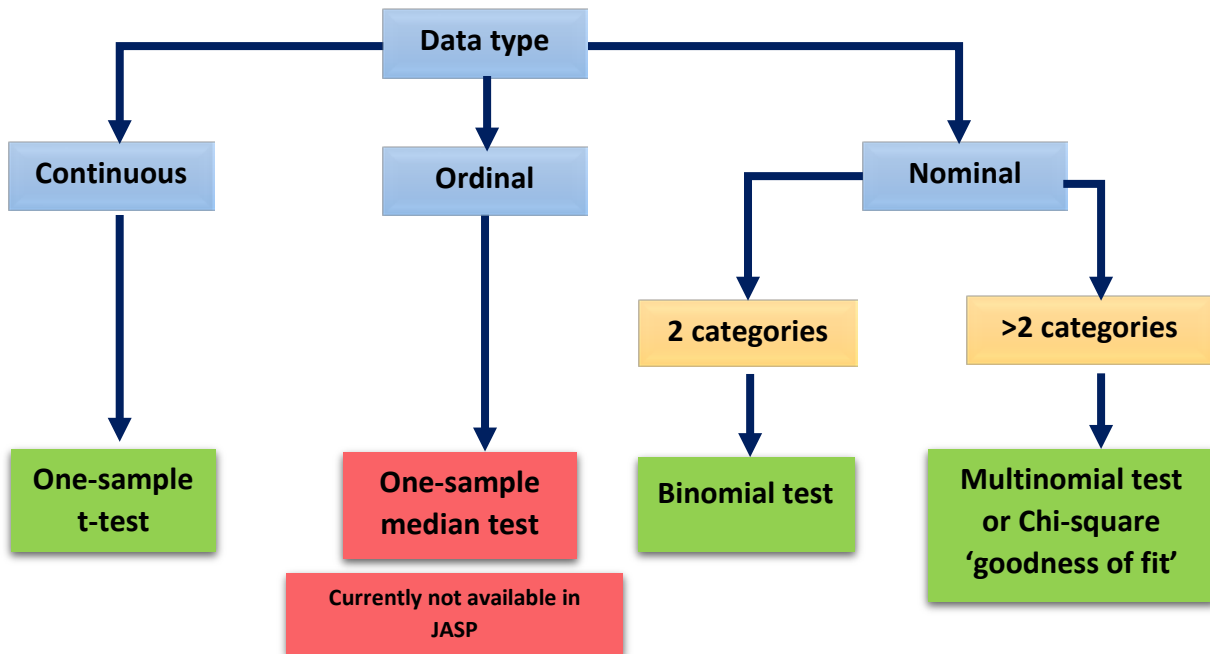 Data type
Continuous
Ordinal
Nominal
2 categories
>2 categories
One-sample
t-test
One-sample
median test
Binomial test
Multinomial test
or Chi-square
‘goodness of fit’
Currently not available in
JASP